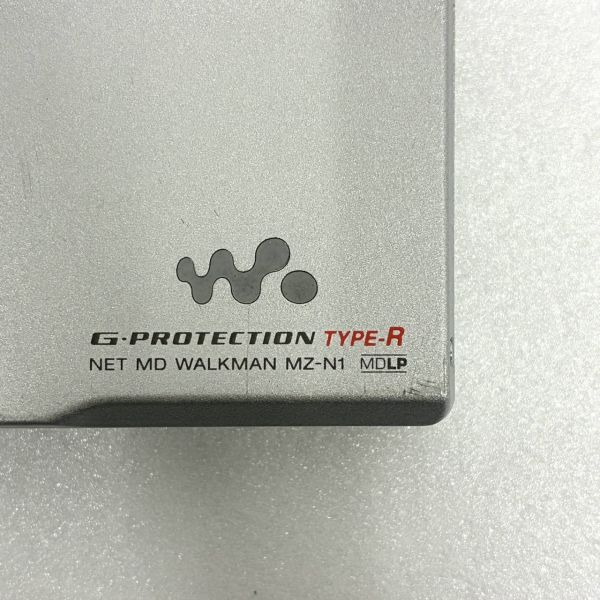 G·PROTECTION TYPE-R
NET MD WALKMAN MZ-N1 MDLP